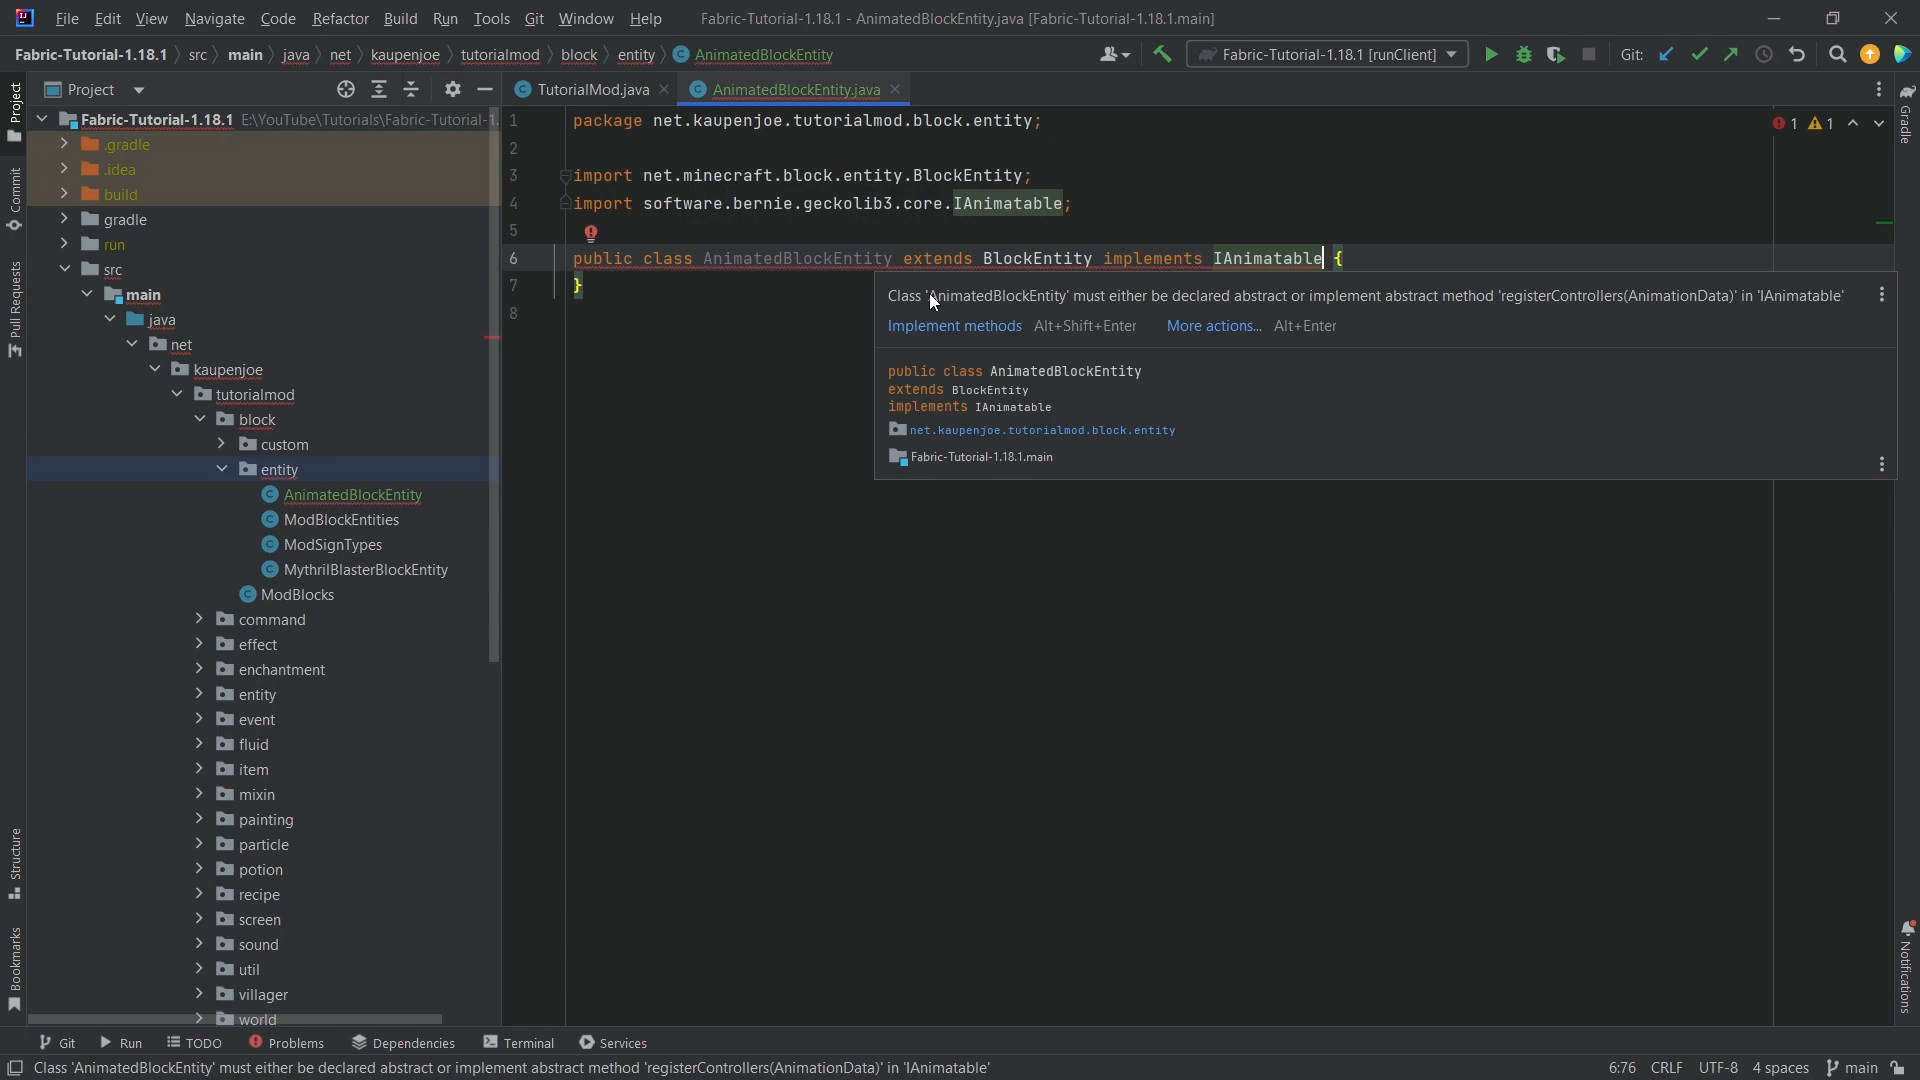 File Edit View Navigate Code Refactor Build Run Tools Git Window Help Fabric-Tutorial-1.18.1 - AnimatedBlockEntity.java [Fabric-Tutorial-1.18.1.main]
Fabric-Tutorial-1.18.1 src main java net kaupenjoe tutorialmod block entity AnimatedBlockEntity Fabric-Tutorial-1.18.1 [runClient] Git:
Project
TutorialMod.java AnimatedBlockEntity.java
Project
Commit
Pull Requests
Structure
Bookmarks
Fabric-Tutorial-1.18.1 E:\YouTube\Tutorials\Fabric-Tutorial-1.
.gradle
.idea
build
gradle
run
src
main
java
net
kaupenjoe
tutorialmod
block
custom
entity
AnimatedBlockEntity
ModBlockEntities
ModSignTypes
MythrilBlasterBlockEntity
ModBlocks
command
effect
enchantment
entity
event
fluid
item
mixin
painting
particle
potion
recipe
screen
sound
util
villager
world
1 package net.kaupenjoe.tutorialmod.block.entity;
2
3 import net.minecraft.block.entity.BlockEntity;
4 import software.bernie.geckolib3.core.IAnimatable;
5
6 public class AnimatedBlockEntity extends BlockEntity implements IAnimatable {
7 }
8
1 1
Class 'AnimatedBlockEntity' must either be declared abstract or implement abstract method 'registerControllers(AnimationData)' in 'IAnimatable'
Implement methods Alt+Shift+Enter More actions... Alt+Enter
public class AnimatedBlockEntity
extends BlockEntity
implements IAnimatable
net.kaupenjoe.tutorialmod.block.entity
Fabric-Tutorial-1.18.1.main
Gradle
Notifications
Git Run TODO Problems Dependencies Terminal Services
Class 'AnimatedBlockEntity' must either be declared abstract or implement abstract method 'registerControllers(AnimationData)' in 'IAnimatable' 6:76 CRLF UTF-8 4 spaces main